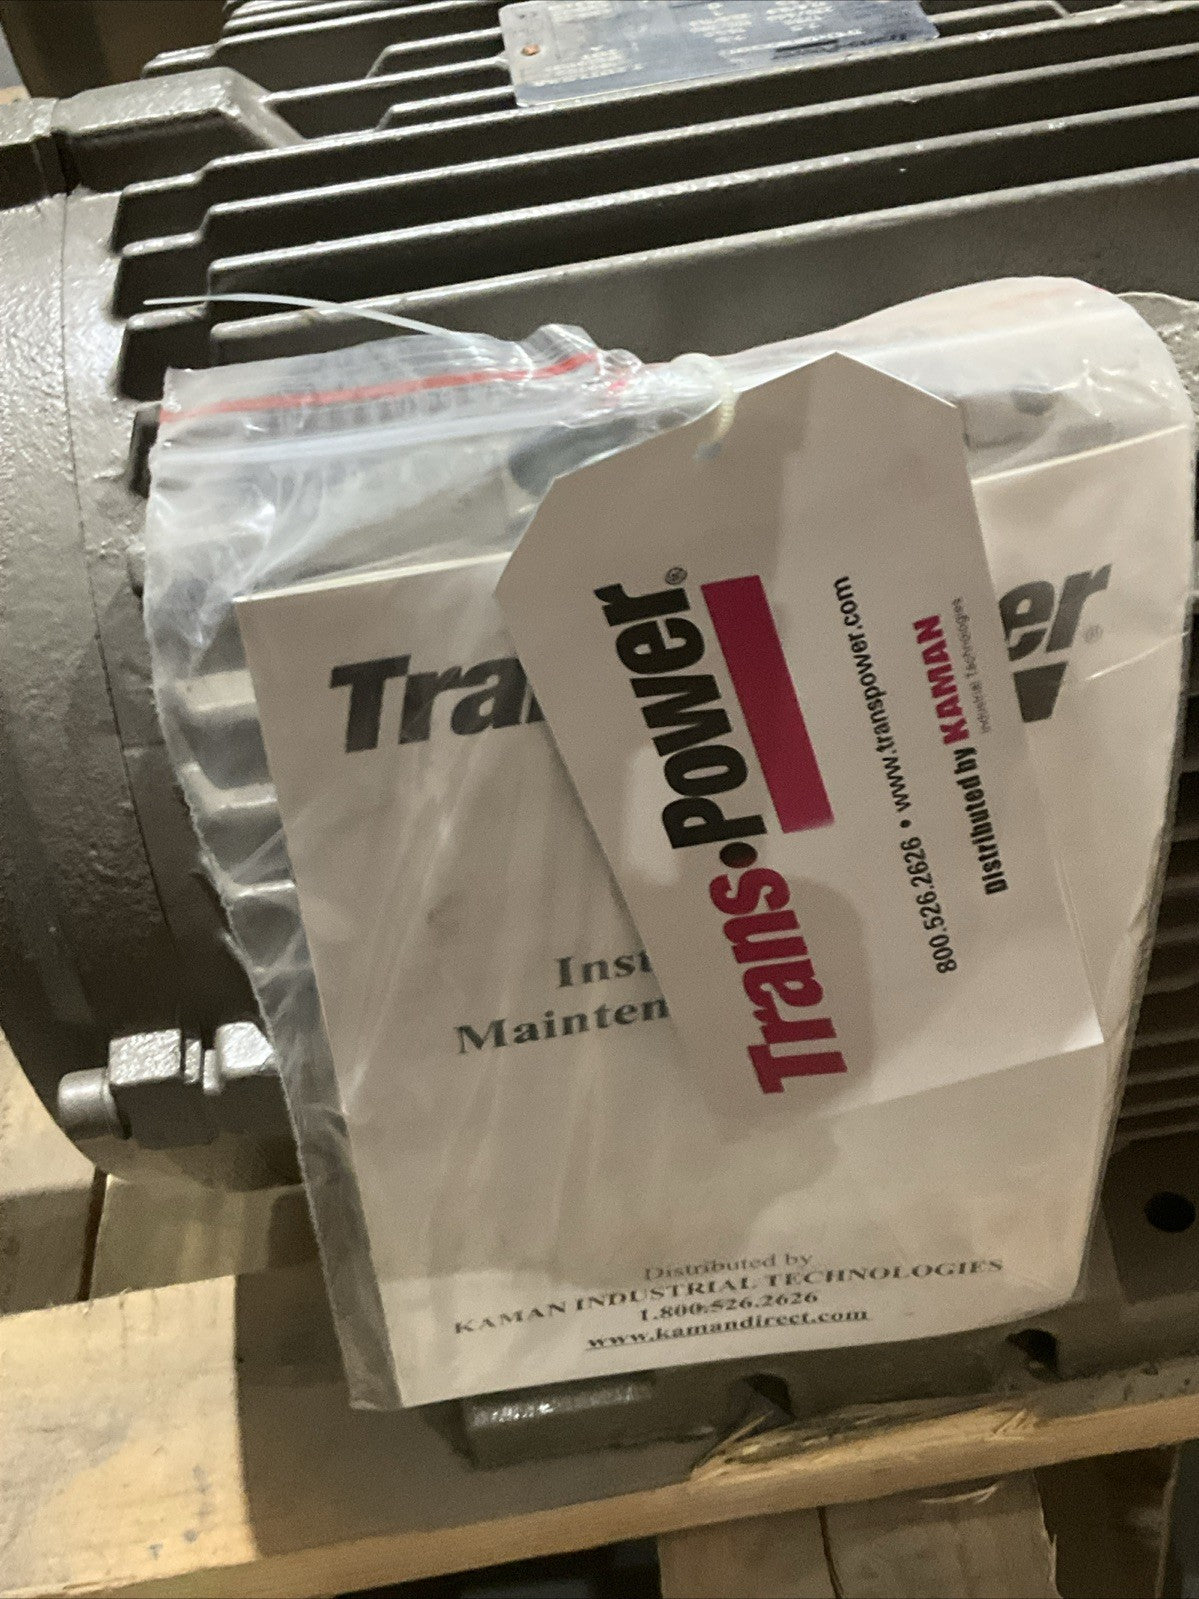 Trans•Power®
800.526.2626 • www.transpower.com
Distributed by KAMAN
Industrial Technologies
Tra
er®
Inst
Mainten
Distributed by
KAMAN INDUSTRIAL TECHNOLOGIES
1.800.526.2626
www.kamandirect.com